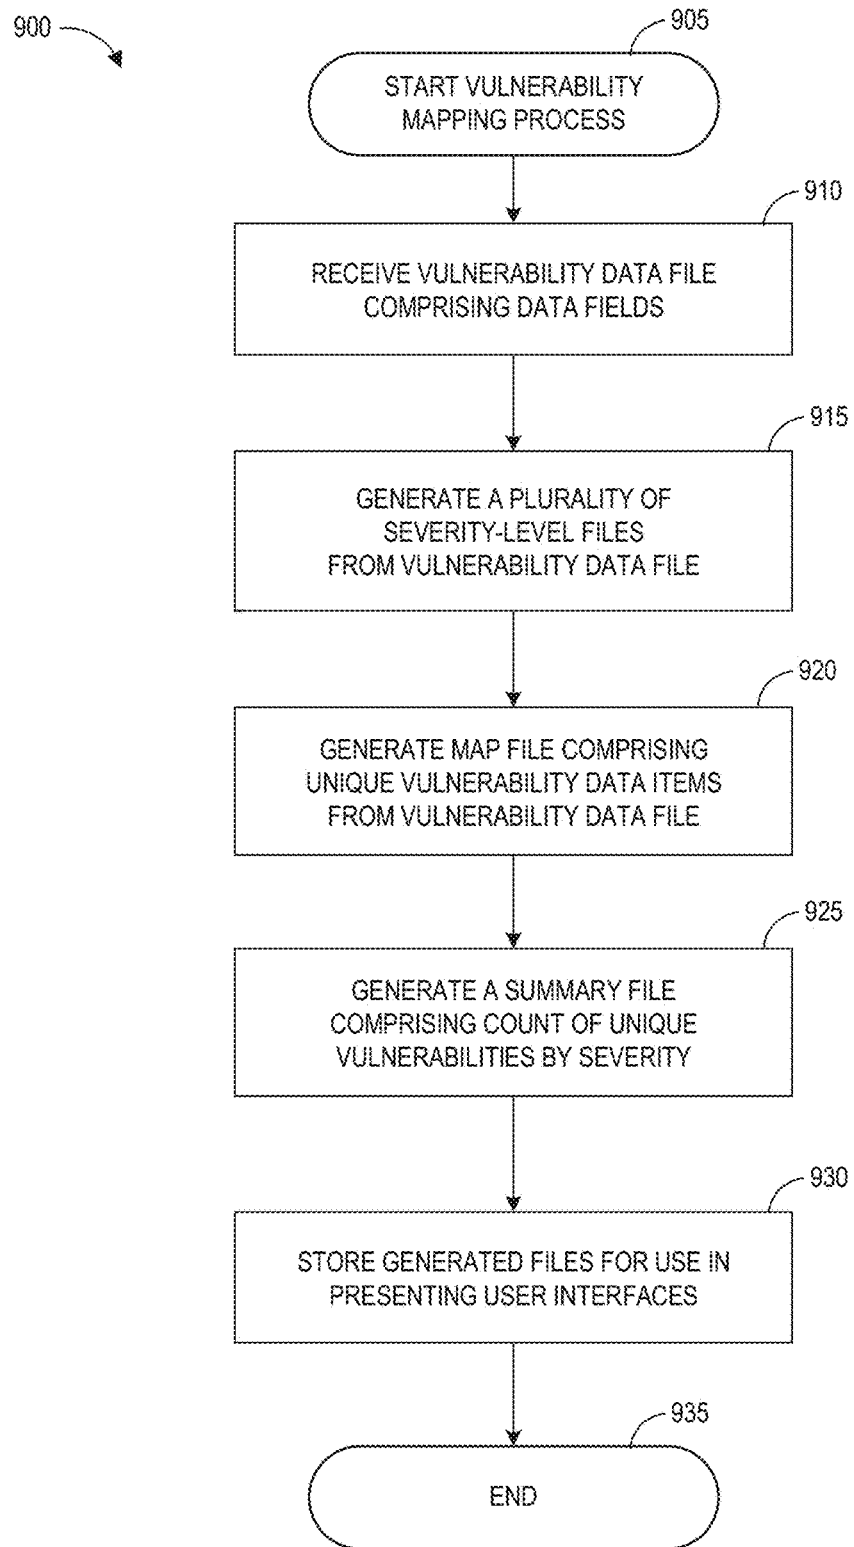 900
905
START VULNERABILITY
MAPPING PROCESS
910
RECEIVE VULNERABILITY DATA FILE
COMPRISING DATA FIELDS
915
GENERATE A PLURALITY OF
SEVERITY-LEVEL FILES
FROM VULNERABILITY DATA FILE
920
GENERATE MAP FILE COMPRISING
UNIQUE VULNERABILITY DATA ITEMS
FROM VULNERABILITY DATA FILE
925
GENERATE A SUMMARY FILE
COMPRISING COUNT OF UNIQUE
VULNERABILITIES BY SEVERITY
930
STORE GENERATED FILES FOR USE IN
PRESENTING USER INTERFACES
935
END